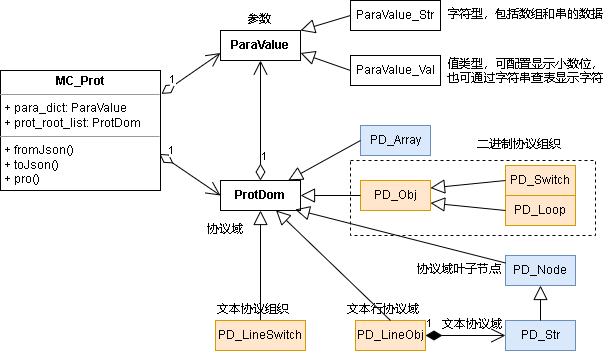 参数
ParaValue
ParaValue_Str
字符型，包括数组和串的数据
ParaValue_Val
值类型，可配置显示小数位，
也可通过字符串查表显示字符
MC_Prot
+ para_dict: ParaValue
+ prot_root_list: ProtDom
+ fromJson()
+ toJson()
+ pro()
1
1
1
PD_Array
二进制协议组织
ProtDom
PD_Obj
PD_Switch
PD_Loop
协议域
协议域叶子节点
PD_Node
文本协议组织
PD_LineSwitch
文本行协议域
PD_LineObj
1
文本协议域
PD_Str